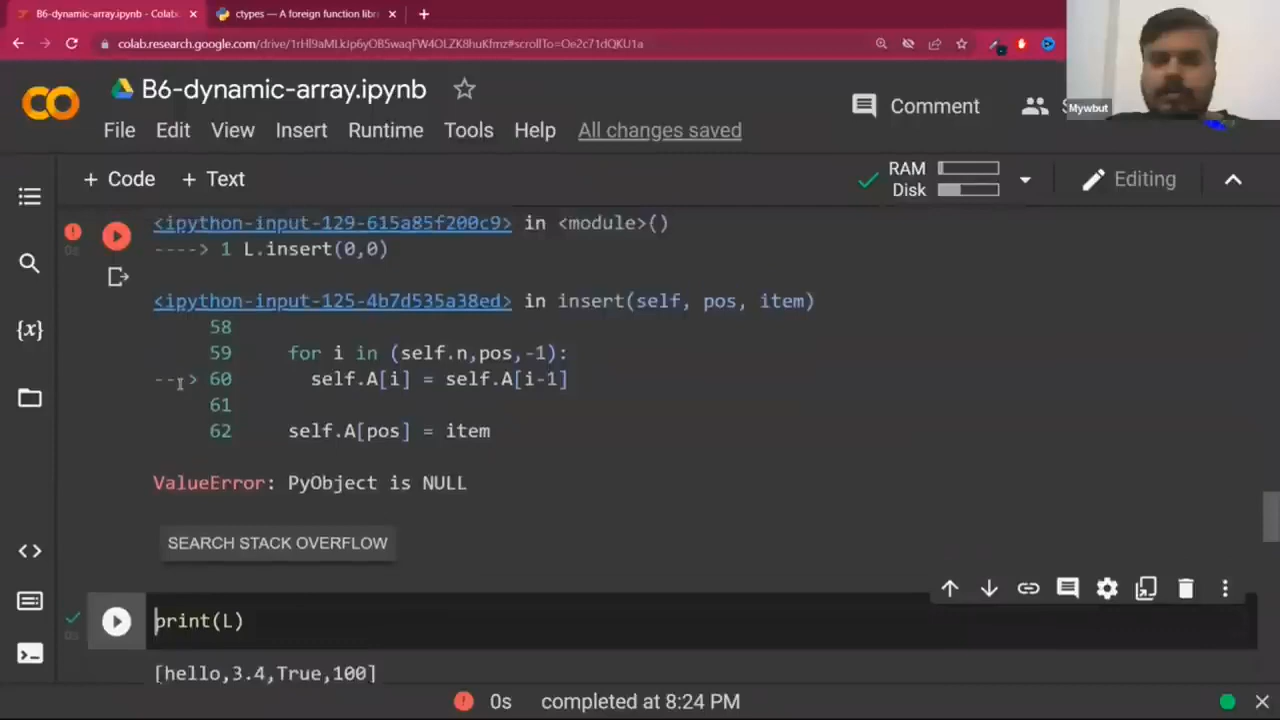 B6-dynamic-array.ipynb - Colab
ctypes — A foreign function libr
colab.research.google.com/drive/1rHl9aMLkJp6yOB5waqFW4OLZK8huKfmz#scrollTo=Oe2c71dQKU1a
B6-dynamic-array.ipynb
Comment
Mywbut
File Edit View Insert Runtime Tools Help All changes saved
+ Code + Text
RAM
Disk
Editing
<ipython-input-129-615a85f200c9> in <module>()
----> 1 L.insert(0,0)
<ipython-input-125-4b7d535a38ed> in insert(self, pos, item)
58
59 for i in (self.n,pos,-1):
---> 60 self.A[i] = self.A[i-1]
61
62 self.A[pos] = item
ValueError: PyObject is NULL
SEARCH STACK OVERFLOW
print(L)
[hello,3.4,True,100]
0s completed at 8:24 PM